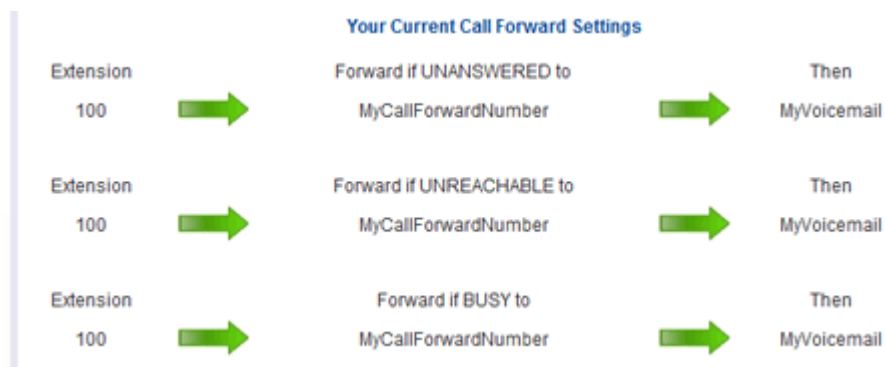 Your Current Call Forward Settings
Extension Forward if UNANSWERED to Then
100 MyCallForwardNumber MyVoicemail
Extension Forward if UNREACHABLE to Then
100 MyCallForwardNumber MyVoicemail
Extension Forward if BUSY to Then
100 MyCallForwardNumber MyVoicemail